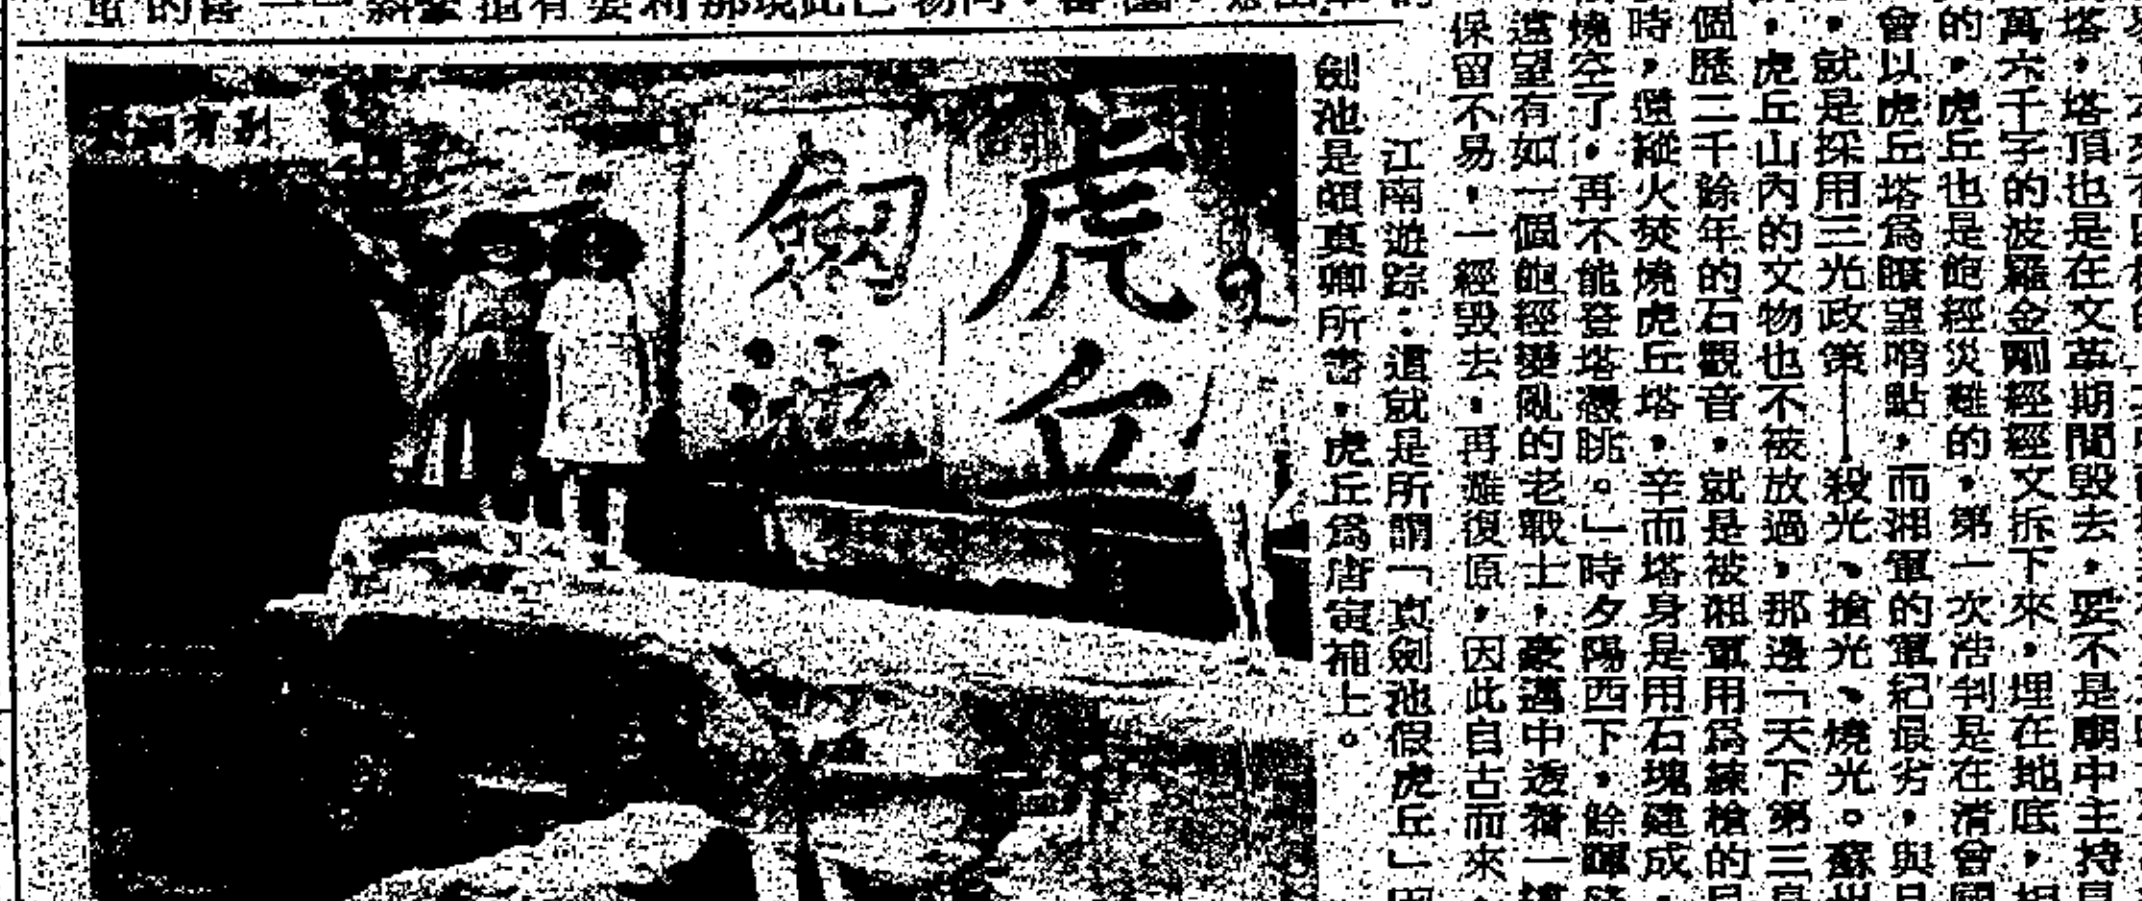 塔，塔頂也是在文革期間毀去，要不是廟中主持
萬六千字的波羅金剛經經文拆下來，埋在地底，
的，虎丘也是飽經災難的，第一次浩刧是在清曾國
會以虎丘塔爲瞭望哨點，而湘軍的軍紀最劣，與
，就是採用三光政策——殺光、搶光、燒光。蘇州
，虎丘山內的文物也不被放過，那邊「天下第三
個歷二千餘年的石觀音，就是被湘軍用爲練槍的
時，還縱火焚燒虎丘塔，幸而塔身是用石塊建成，
燒空了，再不能登塔憑眺。」時夕陽西下，餘暉
遠望有如一個飽經變亂的老戰士，豪邁中透着一
保留不易，一經毀去，再難復原，因此自古而來，
江南遊踪：這就是所謂「真劍池假虎丘」因
劍池是顏真卿所書，虎丘爲唐寅補上。
虎丘
劍池